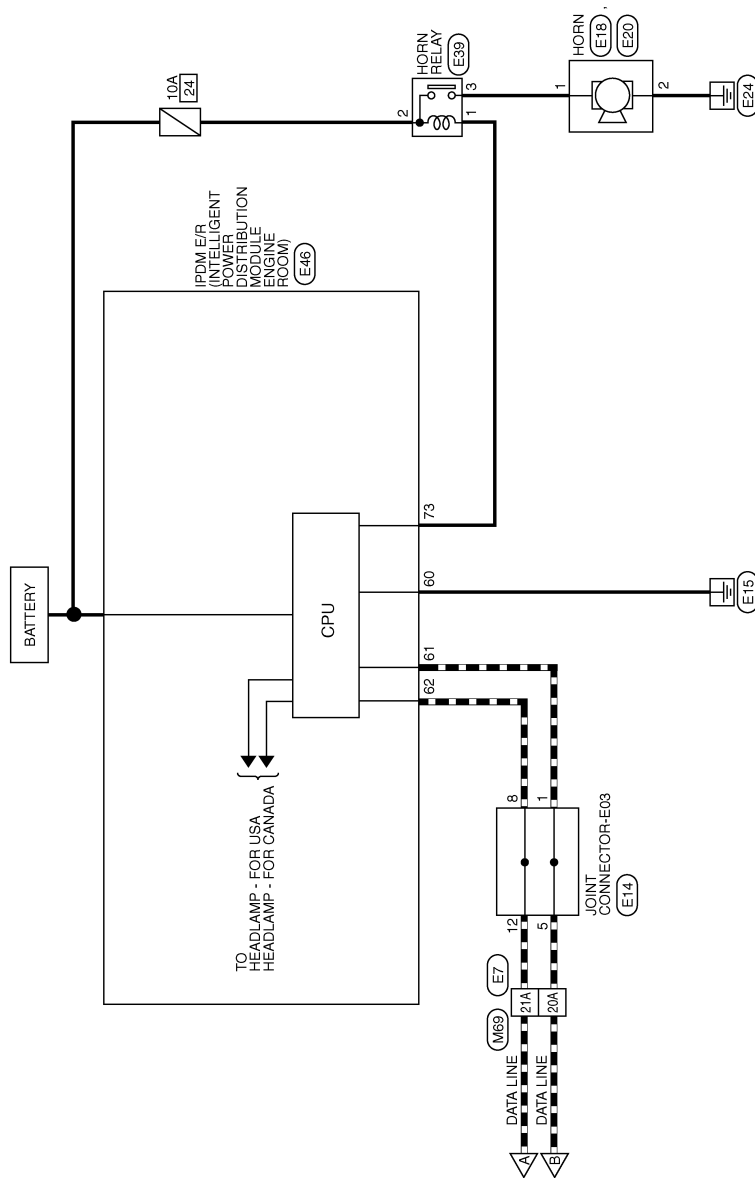 BATTERY
10A
24
IPDM E/R
(INTELLIGENT
POWER
DISTRIBUTION
MODULE
ENGINE
ROOM)
E46
HORN
RELAY
E39
2
3
1
HORN
E18 ,
E20
1
2
E24
CPU
TO
HEADLAMP - FOR USA
HEADLAMP - FOR CANADA
62
61
60
73
E15
8
1
JOINT
CONNECTOR-E03
E14
12
5
E7
M69
21A
20A
DATA LINE
DATA LINE
A
B